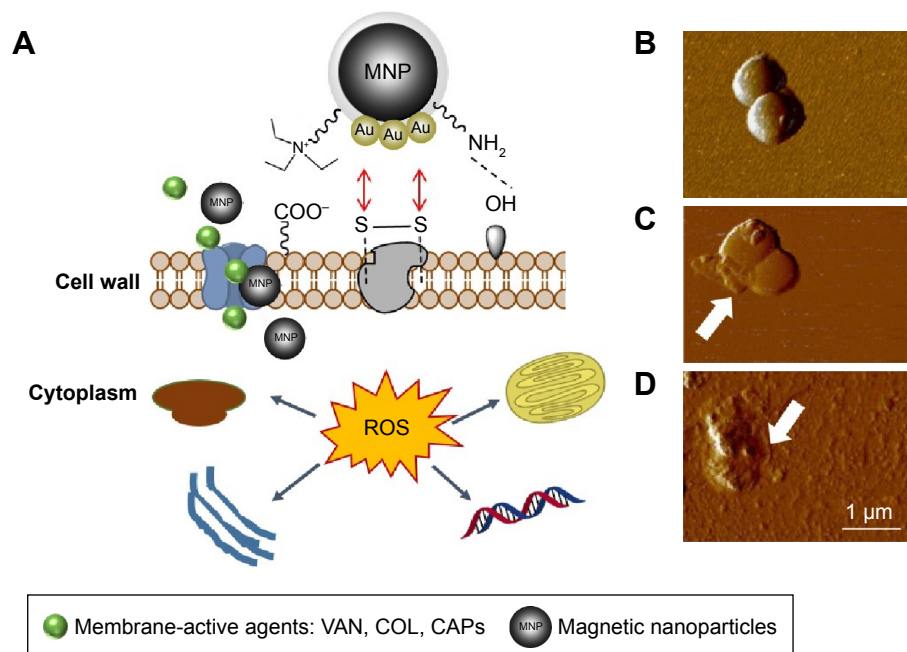 A
MNP
Au Au Au
N+
NH2
MNP
COO–
S S
OH
Cell wall
MNP
MNP
Cytoplasm
ROS
B
C
D
1 µm
Membrane-active agents: VAN, COL, CAPs
MNP Magnetic nanoparticles